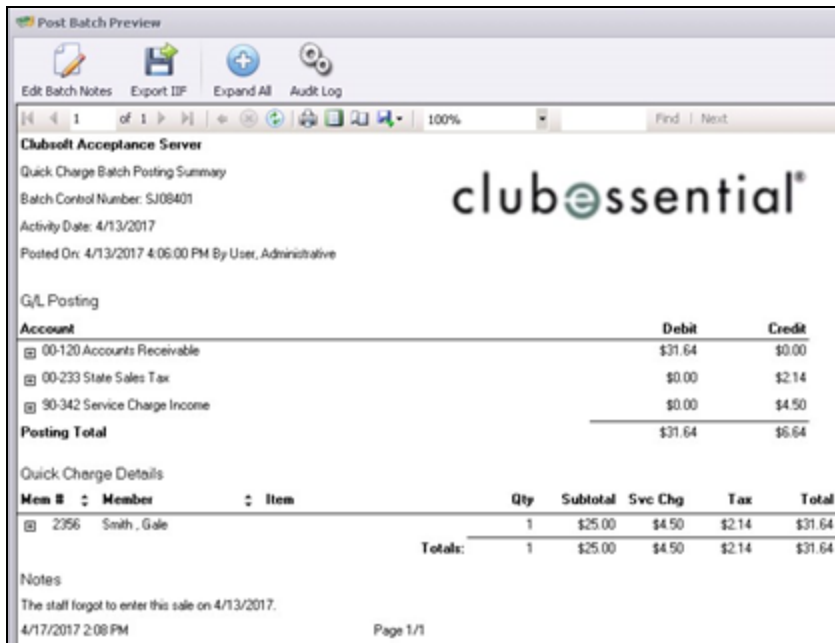 Post Batch Preview
Edit Batch Notes Export IIF Expand All Audit Log
1 of 1 100% Find | Next
Clubsoft Acceptance Server
Quick Charge Batch Posting Summary
clubessential®
Batch Control Number: SJ08401
Activity Date: 4/13/2017
Posted On: 4/13/2017 4:06:00 PM By User, Administrative
G/L Posting
Account Debit Credit
00-120 Accounts Receivable $31.64 $0.00
00-233 State Sales Tax $0.00 $2.14
90-342 Service Charge Income $0.00 $4.50
Posting Total $31.64 $6.64
Quick Charge Details
Mem # Member Item Qty Subtotal Svc Chg Tax Total
2356 Smith , Gale 1 $25.00 $4.50 $2.14 $31.64
Totals: 1 $25.00 $4.50 $2.14 $31.64
Notes
The staff forgot to enter this sale on 4/13/2017.
4/17/2017 2:08 PM Page 1/1